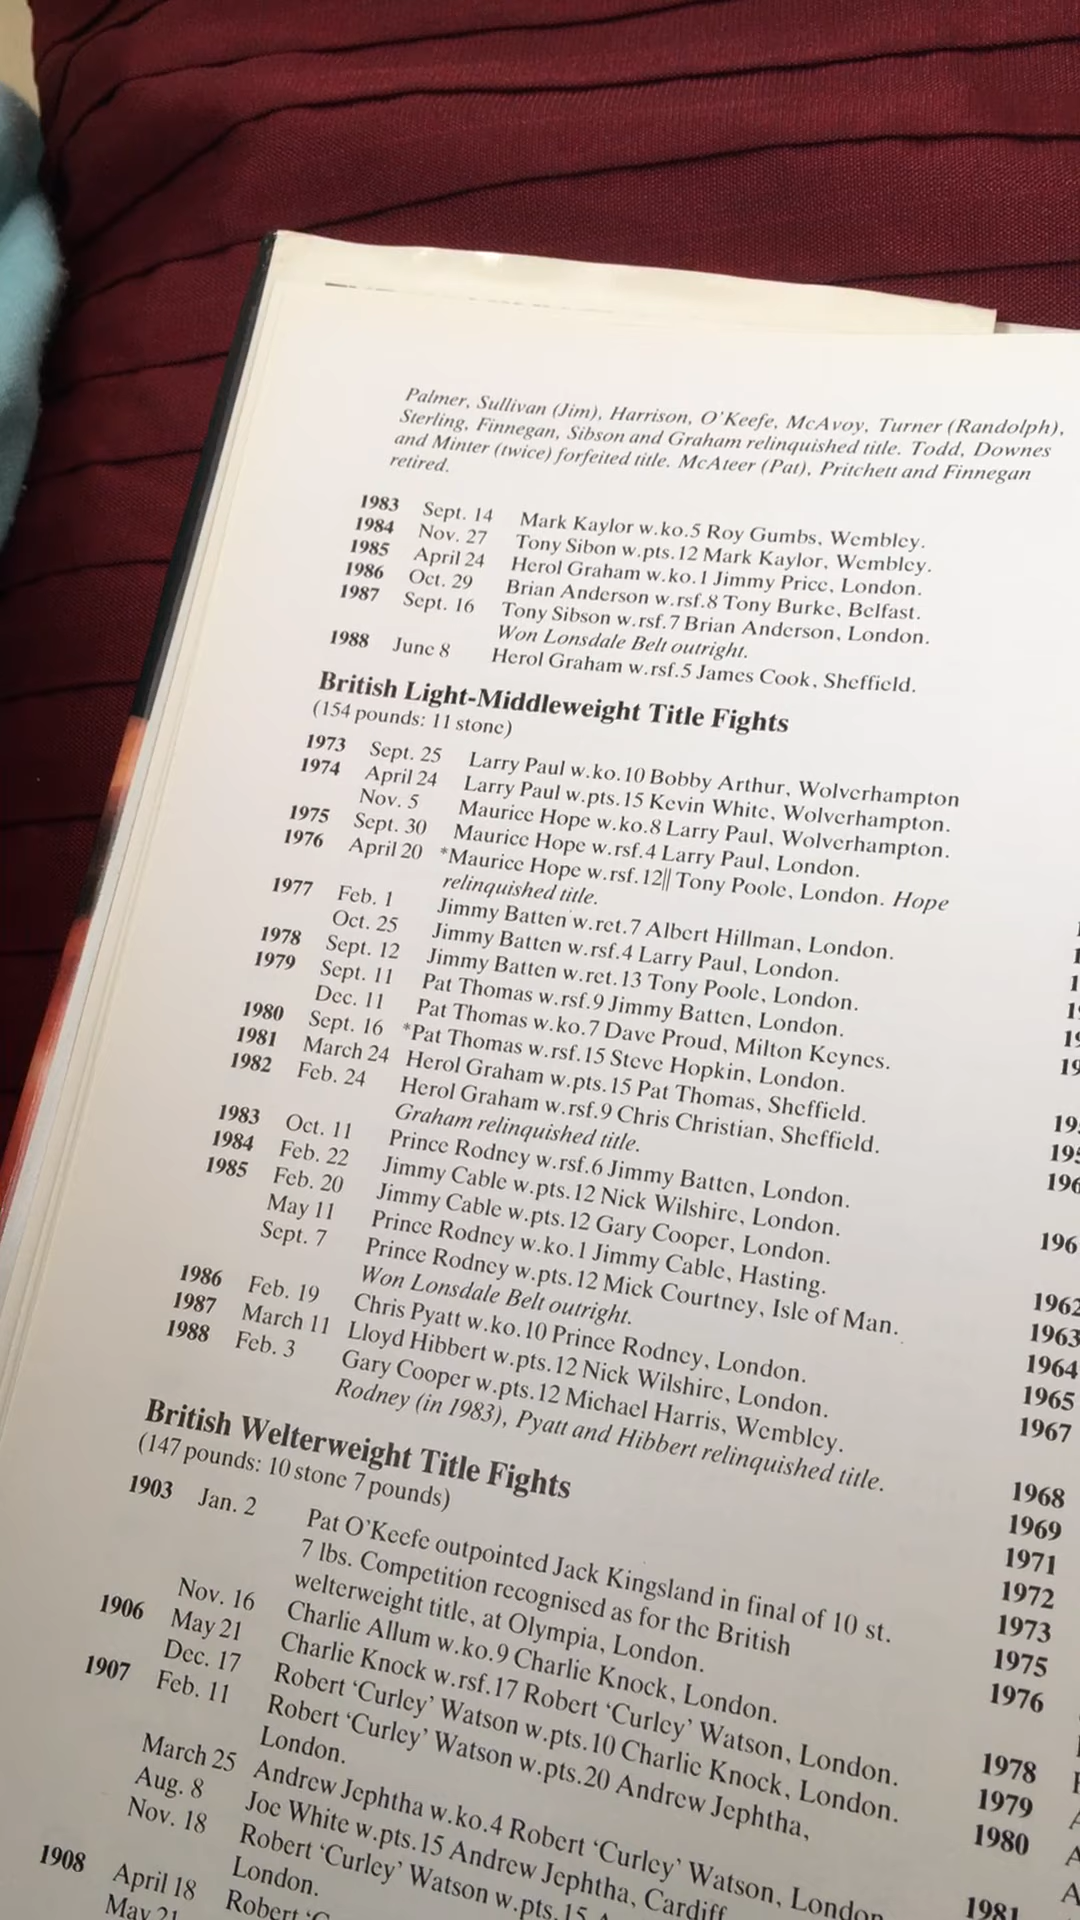 Palmer, Sullivan (Jim), Harrison, O'Keefe, McAvoy, Turner (Randolph),
Sterling, Finnegan, Sibson and Graham relinquished title. Todd, Downes
and Minter (twice) forfeited title. McAteer (Pat), Pritchett and Finnegan
retired.
1983 Sept. 14 Mark Kaylor w.ko.5 Roy Gumbs, Wembley.
1984 Nov. 27 Tony Sibon w.pts.12 Mark Kaylor, Wembley.
1985 April 24 Herol Graham w.ko.1 Jimmy Price, London.
1986 Oct. 29 Brian Anderson w.rsf.8 Tony Burke, Belfast.
1987 Sept. 16 Tony Sibson w.rsf.7 Brian Anderson, London.
Won Lonsdale Belt outright.
1988 June 8 Herol Graham w.rsf.5 James Cook, Sheffield.
British Light-Middleweight Title Fights
(154 pounds: 11 stone)
1973 Sept. 25 Larry Paul w.ko.10 Bobby Arthur, Wolverhampton
1974 April 24 Larry Paul w.pts.15 Kevin White, Wolverhampton.
Nov. 5 Maurice Hope w.ko.8 Larry Paul, Wolverhampton.
1975 Sept. 30 Maurice Hope w.rsf.4 Larry Paul, London.
1976 April 20 *Maurice Hope w.rsf.12|| Tony Poole, London. Hope
relinquished title.
1977 Feb. 1 Jimmy Batten w.ret.7 Albert Hillman, London.
Oct. 25 Jimmy Batten w.rsf.4 Larry Paul, London.
1978 Sept. 12 Jimmy Batten w.ret.13 Tony Poole, London.
1979 Sept. 11 Pat Thomas w.rsf.9 Jimmy Batten, London.
Dec. 11 Pat Thomas w.ko.7 Dave Proud, Milton Keynes.
1980 Sept. 16 *Pat Thomas w.rsf.15 Steve Hopkin, London.
1981 March 24 Herol Graham w.pts.15 Pat Thomas, Sheffield.
1982 Feb. 24 Herol Graham w.rsf.9 Chris Christian, Sheffield.
Graham relinquished title.
1983 Oct. 11 Prince Rodney w.rsf.6 Jimmy Batten, London.
1984 Feb. 22 Jimmy Cable w.pts.12 Nick Wilshire, London.
1985 Feb. 20 Jimmy Cable w.pts.12 Gary Cooper, London.
May 11 Prince Rodney w.ko.1 Jimmy Cable, Hasting.
Sept. 7 Prince Rodney w.pts.12 Mick Courtney, Isle of Man.
Won Lonsdale Belt outright.
1986 Feb. 19 Chris Pyatt w.ko.10 Prince Rodney, London.
1987 March 11 Lloyd Hibbert w.pts.12 Nick Wilshire, London.
1988 Feb. 3 Gary Cooper w.pts.12 Michael Harris, Wembley.
Rodney (in 1983), Pyatt and Hibbert relinquished title.
British Welterweight Title Fights
(147 pounds: 10 stone 7 pounds)
1903 Jan. 2 Pat O'Keefe outpointed Jack Kingsland in final of 10 st.
7 lbs. Competition recognised as for the British
welterweight title, at Olympia, London.
Nov. 16 Charlie Allum w.ko.9 Charlie Knock, London.
1906 May 21 Charlie Knock w.rsf.17 Robert 'Curley' Watson, London.
Dec. 17 Robert 'Curley' Watson w.pts.10 Charlie Knock, London.
1907 Feb. 11 Robert 'Curley' Watson w.pts.20 Andrew Jephtha,
London.
March 25 Andrew Jephtha w.ko.4 Robert 'Curley' Watson, London
Aug. 8 Joe White w.pts.15 Andrew Jephtha, Cardiff
Nov. 18 Robert 'Curley' Watson w.pts.15
London.
1908 April 18 Robert
May 21
196
1962
1963
1964
1965
1967
1968
1969
1971
1972
1973
1975
1976
1978
1979
1980
1981